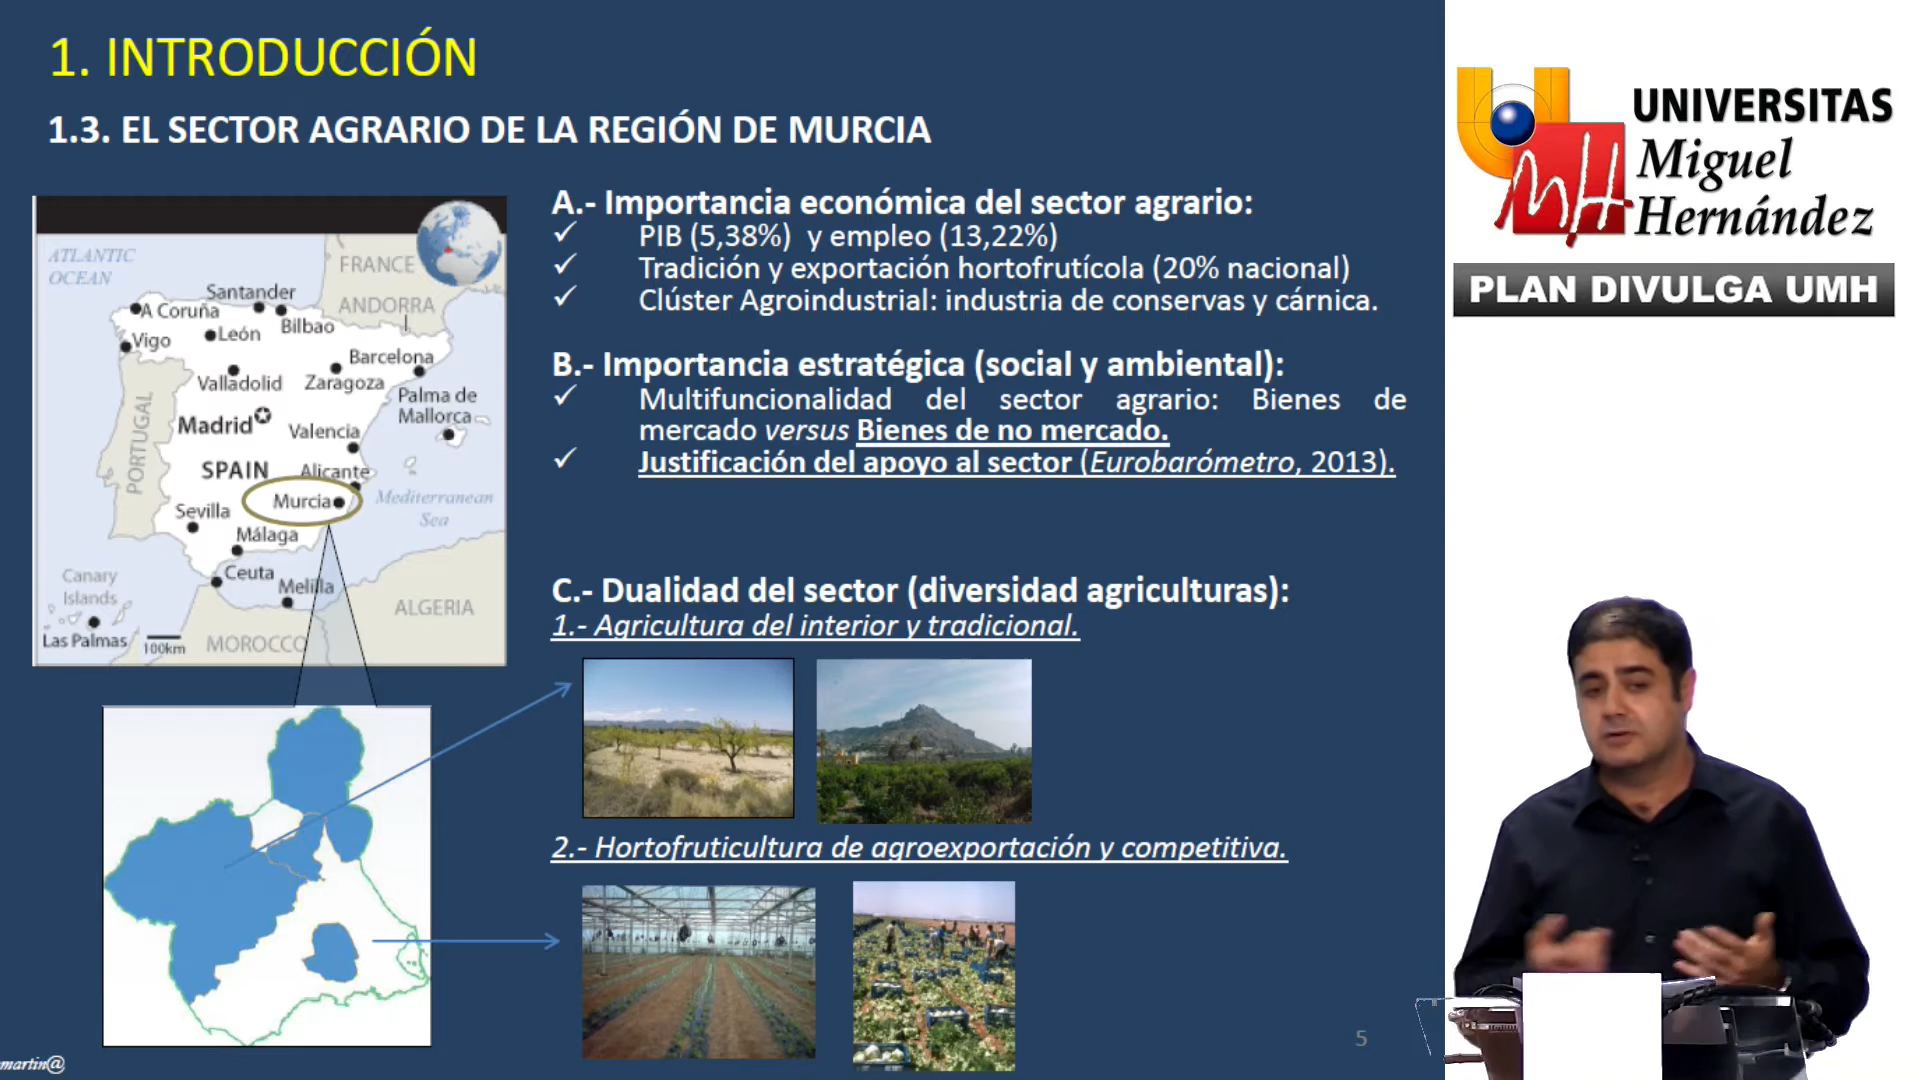 1. INTRODUCCIÓN
1.3. EL SECTOR AGRARIO DE LA REGIÓN DE MURCIA
ATLANTIC
OCEAN
FRANCE
ANDORRA
Santander
A Coruña
Bilbao
León
Vigo
Barcelona
Valladolid
Zaragoza
Palma de
Mallorca
PORTUGAL
Madrid
Valencia
SPAIN
Alicante
Murcia
Mediterranean
Sea
Sevilla
Málaga
Ceuta
Melilla
Canary
Islands
Las Palmas
100km
MOROCCO
ALGERIA
A.- Importancia económica del sector agrario:
✓ PIB (5,38%) y empleo (13,22%)
✓ Tradición y exportación hortofrutícola (20% nacional)
✓ Clúster Agroindustrial: industria de conservas y cárnica.
B.- Importancia estratégica (social y ambiental):
✓ Multifuncionalidad del sector agrario: Bienes de
mercado versus Bienes de no mercado.
✓ Justificación del apoyo al sector (Eurobarómetro, 2013).
C.- Dualidad del sector (diversidad agriculturas):
1.- Agricultura del interior y tradicional.
2.- Hortofruticultura de agroexportación y competitiva.
5
martin@
UMH
UNIVERSITAS
Miguel
Hernández
PLAN DIVULGA UMH